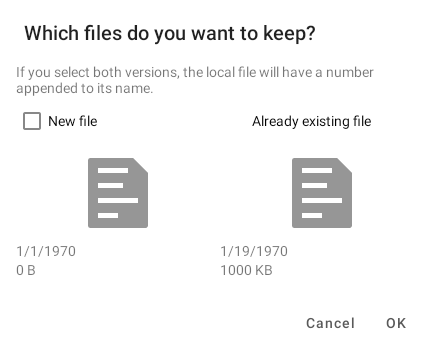 Which files do you want to keep?
If you select both versions, the local file will have a number
appended to its name.
New file
Already existing file
1/1/1970
0 B
1/19/1970
1000 KB
Cancel
OK